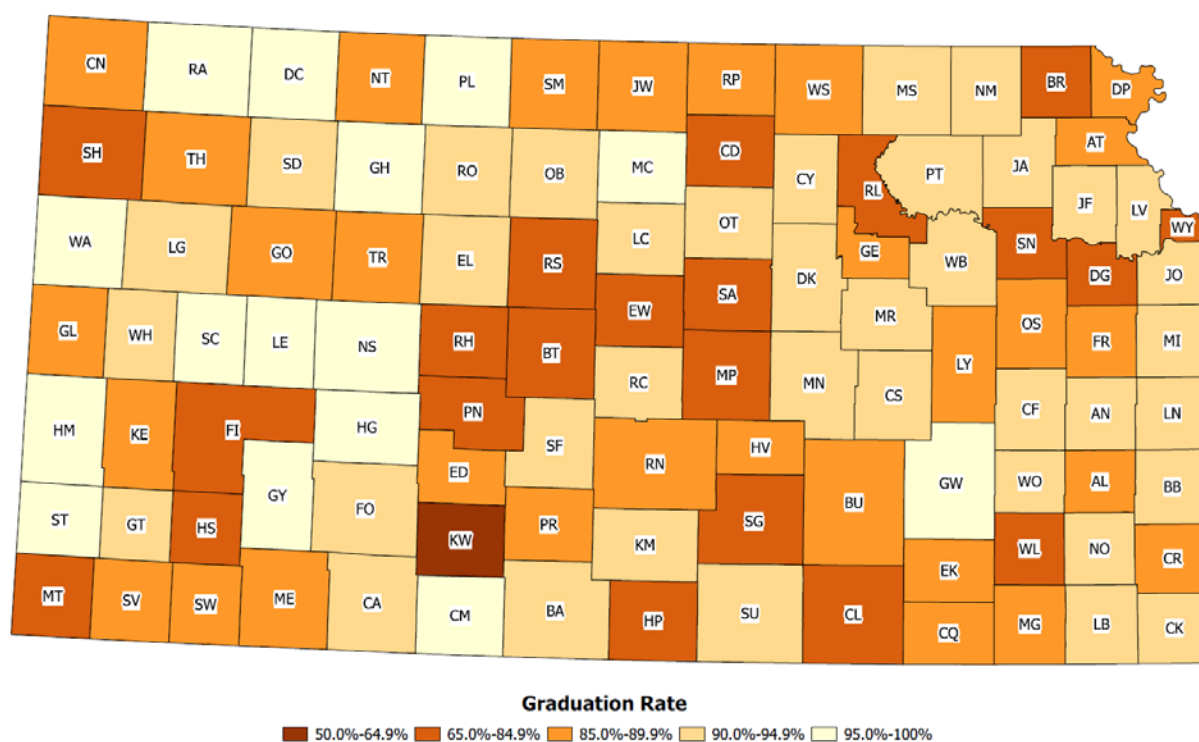 CN RA DC NT PL SM JW RP WS MS NM BR DP
SH TH SD GH RO OB MC CD CY RL PT JA AT
JF LV WY
WA LG GO TR EL RS LC OT DK GE WB SN DG JO
GL WH SC LE NS RH BT EW SA MR LY OS FR MI
HM KE FI HG PN SF RC MP MN CS CF AN LN
ST GT HS GY FO ED KW PR RN HV BU GW WO AL BB
KM SG EK WL NO CR
MT SV SW ME CA CM BA HP SU CL CQ MG LB CK
Graduation Rate
50.0%-64.9% 65.0%-84.9% 85.0%-89.9% 90.0%-94.9% 95.0%-100%